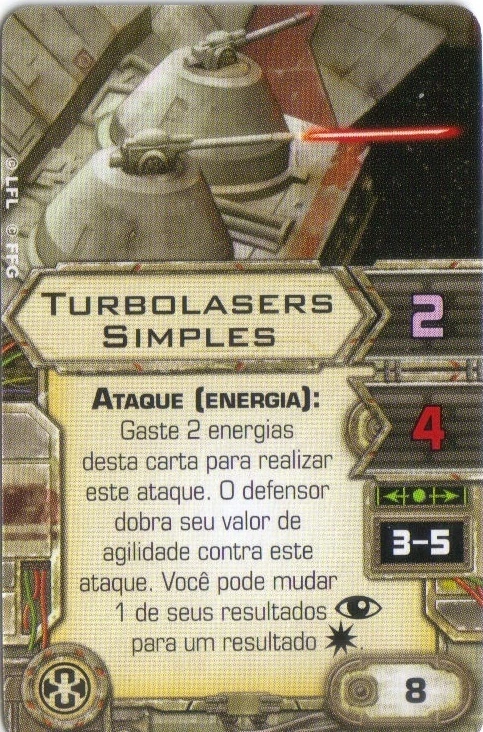 © LFL © FFG
TURBOLASERS
SIMPLES
2
ATAQUE (ENERGIA):
Gaste 2 energias
desta carta para realizar
este ataque. O defensor
dobra seu valor de
agilidade contra este
ataque. Você pode mudar
1 de seus resultados
para um resultado .
4
3–5
8